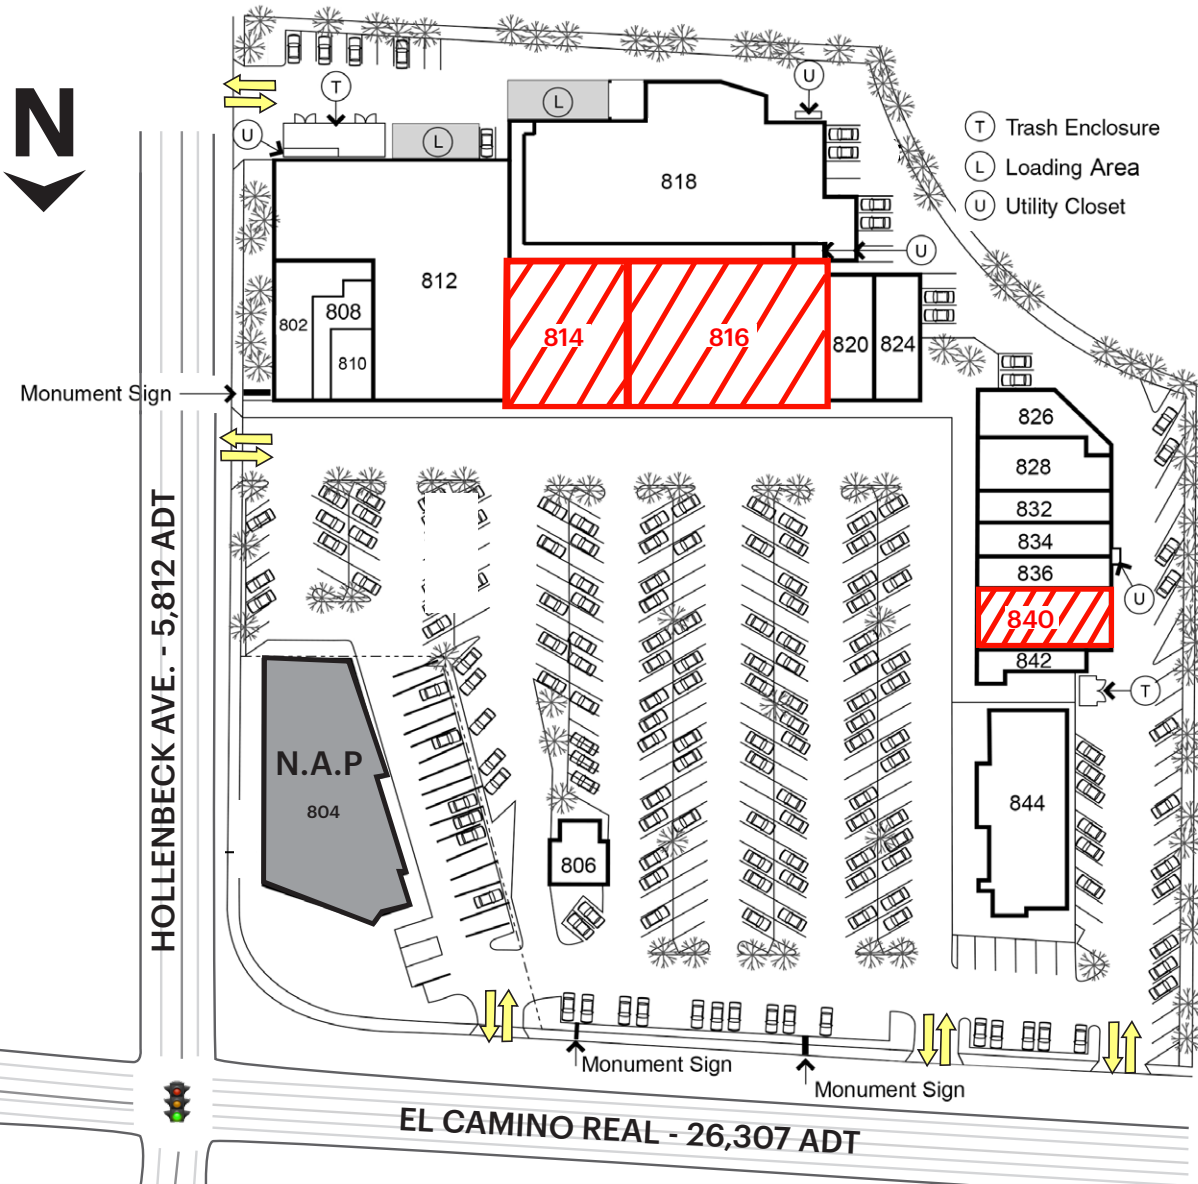 N
T
U
L
L
U
T Trash Enclosure
L Loading Area
U Utility Closet
818
U
812
802
808
810
814
816
820
824
Monument Sign
826
828
832
834
836
840
842
U
T
HOLLENBECK AVE. - 5,812 ADT
N.A.P
804
806
844
Monument Sign
Monument Sign
EL CAMINO REAL - 26,307 ADT